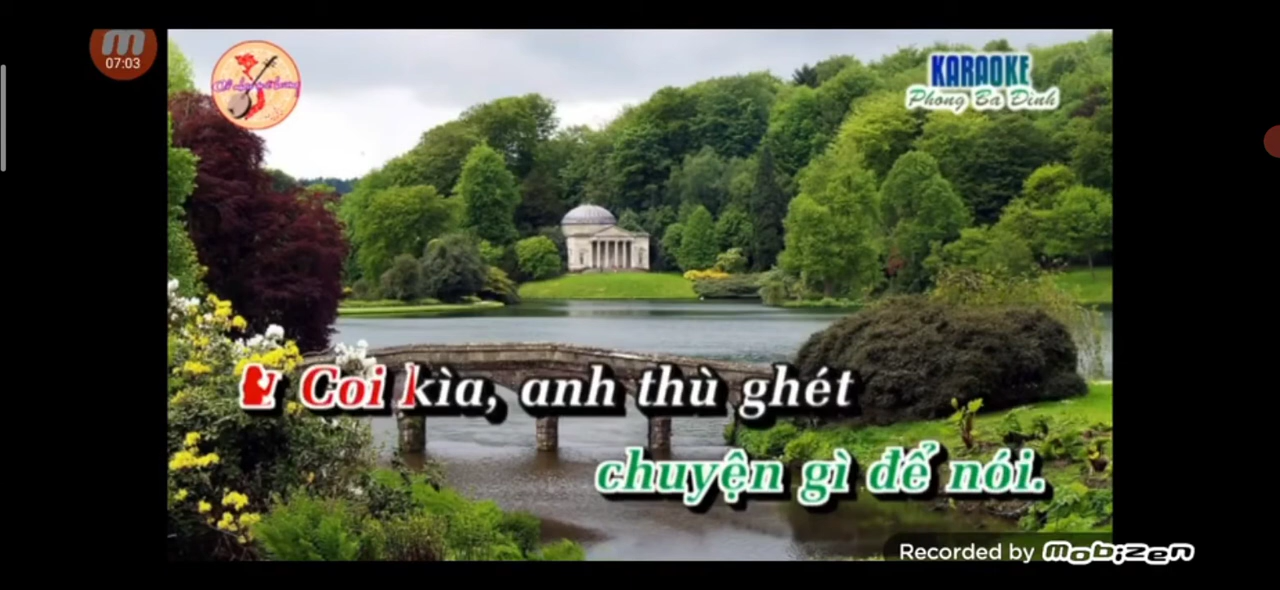 07:03
KARAOKE
Phong Ba Đình
Coi kìa, anh thù ghét
chuyện gì để nói.
Recorded by mobizen